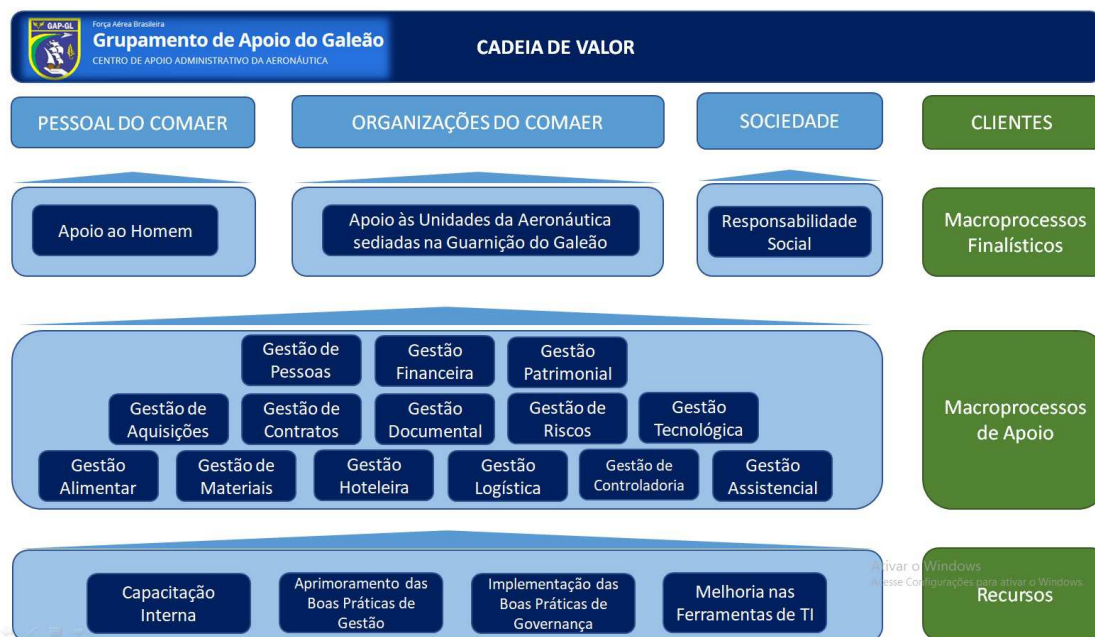 GAP-GL
Força Aérea Brasileira
Grupamento de Apoio do Galeão
CENTRO DE APOIO ADMINISTRATIVO DA AERONÁUTICA
CADEIA DE VALOR
PESSOAL DO COMAER
ORGANIZAÇÕES DO COMAER
SOCIEDADE
CLIENTES
Apoio ao Homem
Apoio às Unidades da Aeronáutica
sediadas na Guarnição do Galeão
Responsabilidade
Social
Macroprocessos
Finalísticos
Gestão de
Pessoas
Gestão
Financeira
Gestão
Patrimonial
Gestão de
Aquisições
Gestão de
Contratos
Gestão
Documental
Gestão de
Riscos
Gestão
Tecnológica
Gestão
Alimentar
Gestão de
Materiais
Gestão
Hoteleira
Gestão
Logística
Gestão de
Controladoria
Gestão
Assistencial
Macroprocessos
de Apoio
Capacitação
Interna
Aprimoramento das
Boas Práticas de
Gestão
Implementação das
Boas Práticas de
Governança
Melhoria nas
Ferramentas de TI
Ativar o Windows
Acesse Configurações para ativar o Windows.
Recursos